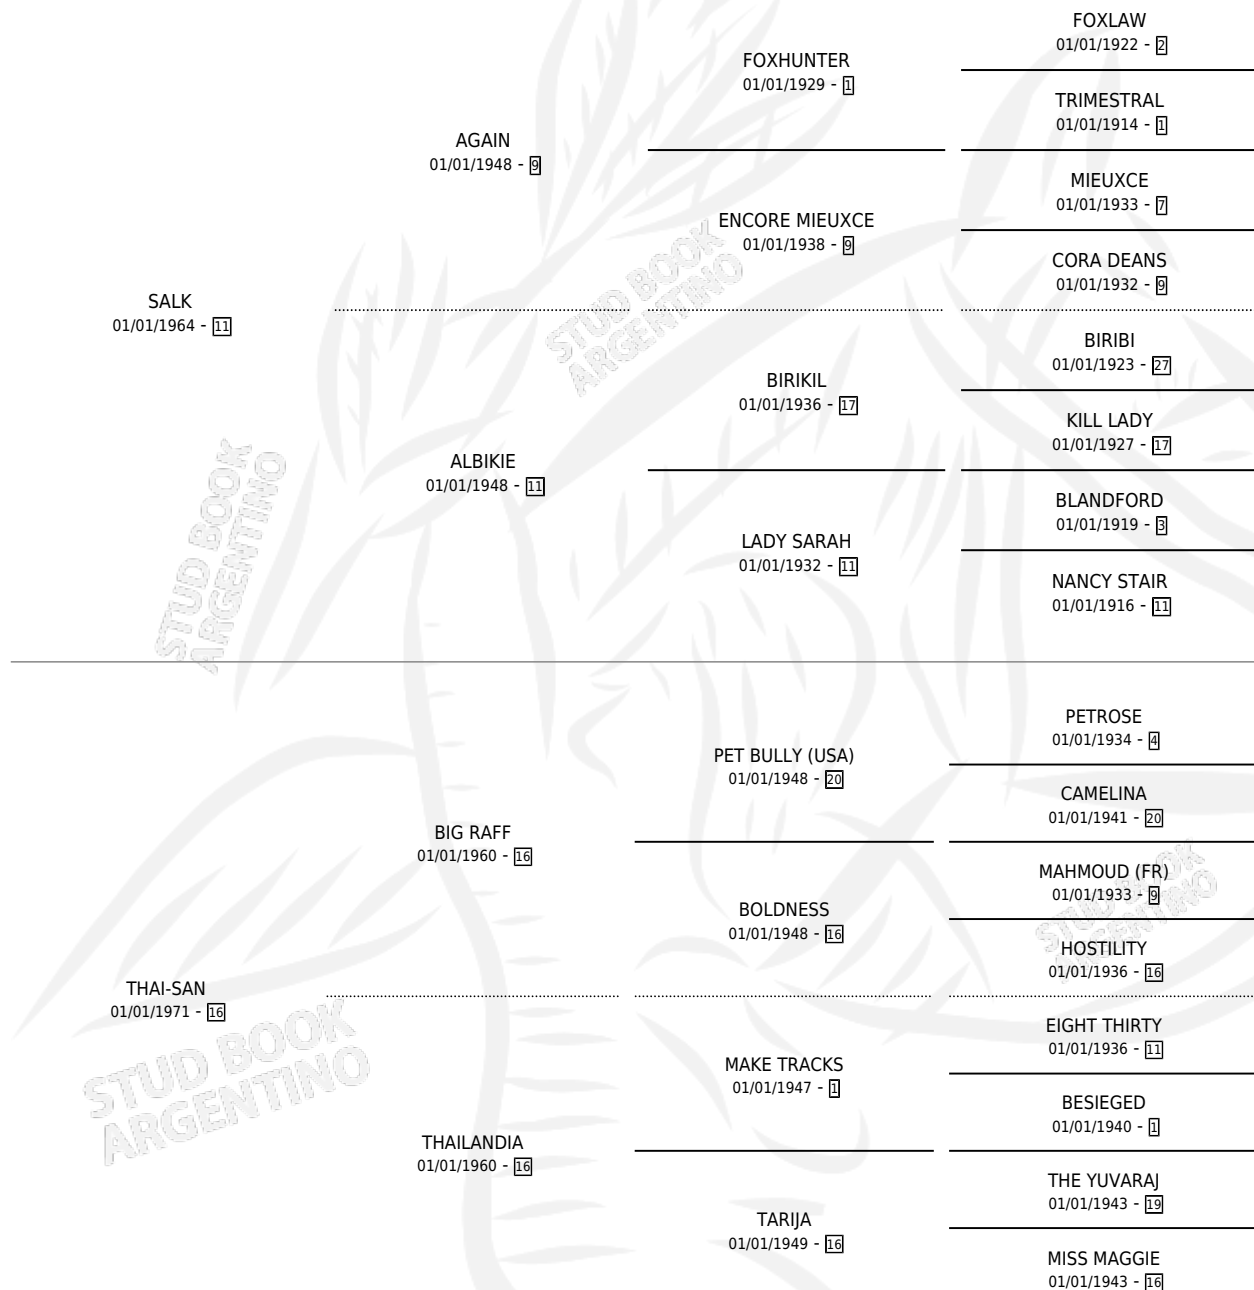 SALK
01/01/1964 - 11
AGAIN
01/01/1948 - 9
ALBIKIE
01/01/1948 - 11
FOXHUNTER
01/01/1929 - 1
ENCORE MIEUXCE
01/01/1938 - 9
BIRIKIL
01/01/1936 - 17
LADY SARAH
01/01/1932 - 11
FOXLAW
01/01/1922 - 2
TRIMESTRAL
01/01/1914 - 1
MIEUXCE
01/01/1933 - 7
CORA DEANS
01/01/1932 - 9
BIRIBI
01/01/1923 - 27
KILL LADY
01/01/1927 - 17
BLANDFORD
01/01/1919 - 3
NANCY STAIR
01/01/1916 - 11
THAI-SAN
01/01/1971 - 16
BIG RAFF
01/01/1960 - 16
THAILANDIA
01/01/1960 - 16
PET BULLY (USA)
01/01/1948 - 20
BOLDNESS
01/01/1948 - 16
MAKE TRACKS
01/01/1947 - 1
TARIJA
01/01/1949 - 16
PETROSE
01/01/1934 - 4
CAMELINA
01/01/1941 - 20
MAHMOUD (FR)
01/01/1933 - 9
HOSTILITY
01/01/1936 - 16
EIGHT THIRTY
01/01/1936 - 11
BESIEGED
01/01/1940 - 1
THE YUVARAJ
01/01/1943 - 19
MISS MAGGIE
01/01/1943 - 16
STUD BOOK
ARGENTINO
STUD BOOK
ARGENTINO
STUD BOOK
ARGENTINO
STUD BOOK
ARGENTINO